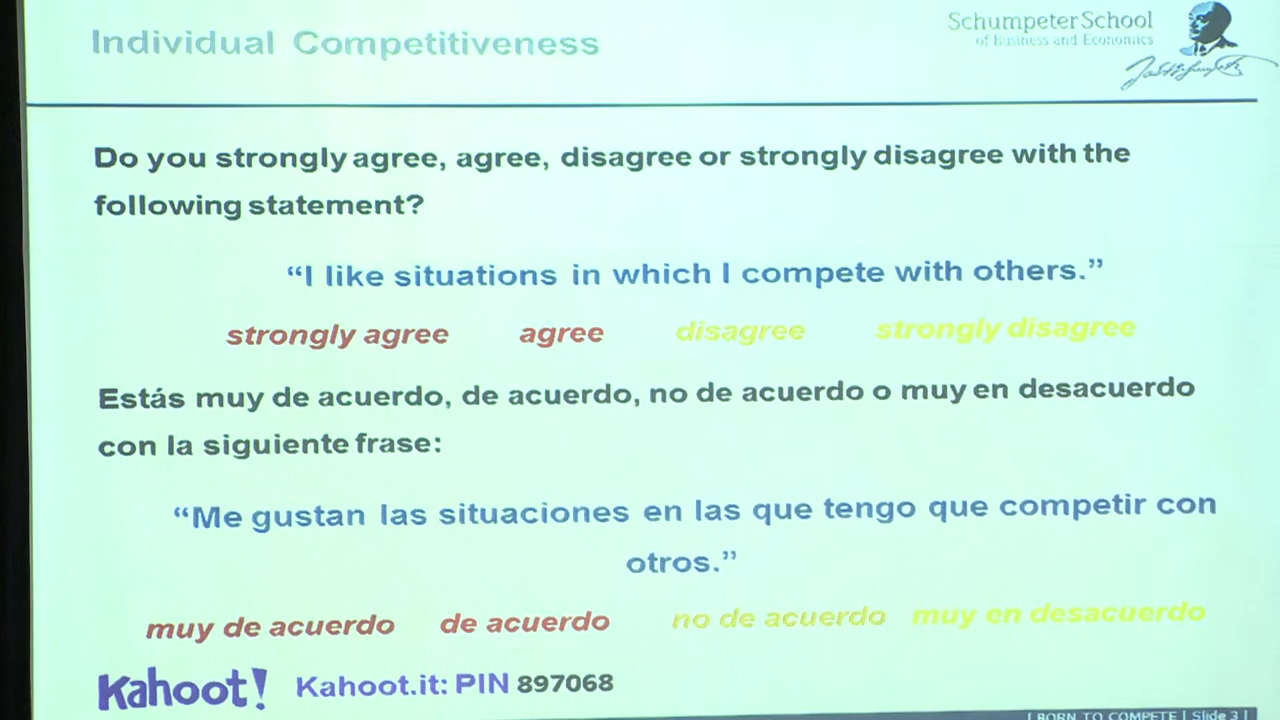 Individual Competitiveness
Schumpeter School
of Business and Economics
Do you strongly agree, agree, disagree or strongly disagree with the
following statement?
“I like situations in which I compete with others.”
strongly agree agree disagree strongly disagree
Estás muy de acuerdo, de acuerdo, no de acuerdo o muy en desacuerdo
con la siguiente frase:
“Me gustan las situaciones en las que tengo que competir con
otros.”
muy de acuerdo de acuerdo no de acuerdo muy en desacuerdo
Kahoot! Kahoot.it: PIN 897068
| BORN TO COMPETE | Slide 3 |